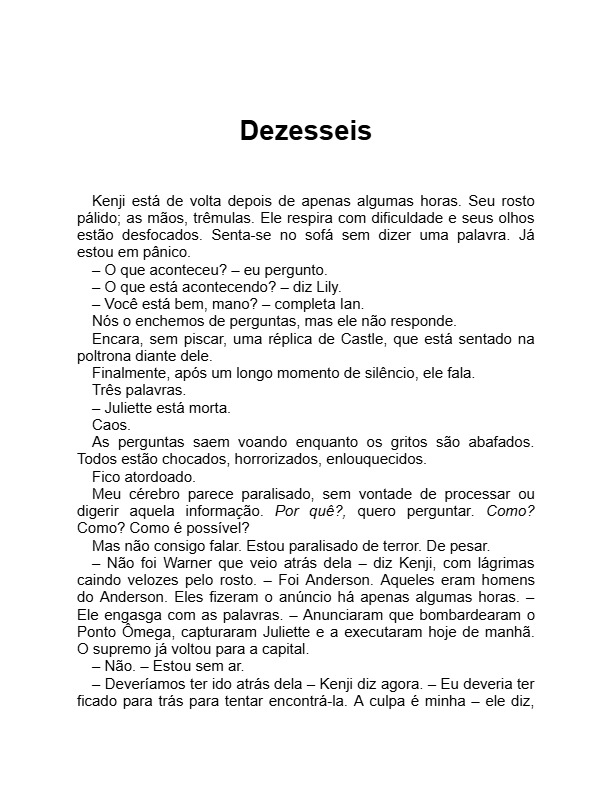 Dezesseis
Kenji está de volta depois de apenas algumas horas. Seu rosto
pálido; as mãos, trêmulas. Ele respira com dificuldade e seus olhos
estão desfocados. Senta-se no sofá sem dizer uma palavra. Já
estou em pânico.
– O que aconteceu? – eu pergunto.
– O que está acontecendo? – diz Lily.
– Você está bem, mano? – completa Ian.
Nós o enchemos de perguntas, mas ele não responde.
Encara, sem piscar, uma réplica de Castle, que está sentado na
poltrona diante dele.
Finalmente, após um longo momento de silêncio, ele fala.
Três palavras.
– Juliette está morta.
Caos.
As perguntas saem voando enquanto os gritos são abafados.
Todos estão chocados, horrorizados, enlouquecidos.
Fico atordoado.
Meu cérebro parece paralisado, sem vontade de processar ou
digerir aquela informação. Por quê?, quero perguntar. Como?
Como? Como é possível?
Mas não consigo falar. Estou paralisado de terror. De pesar.
– Não foi Warner que veio atrás dela – diz Kenji, com lágrimas
caindo velozes pelo rosto. – Foi Anderson. Aqueles eram homens
do Anderson. Eles fizeram o anúncio há apenas algumas horas. –
Ele engasga com as palavras. – Anunciaram que bombardearam o
Ponto Ômega, capturaram Juliette e a executaram hoje de manhã.
O supremo já voltou para a capital.
– Não. – Estou sem ar.
– Deveríamos ter ido atrás dela – Kenji diz agora. – Eu deveria ter
ficado para trás para tentar encontrá-la. A culpa é minha – ele diz,